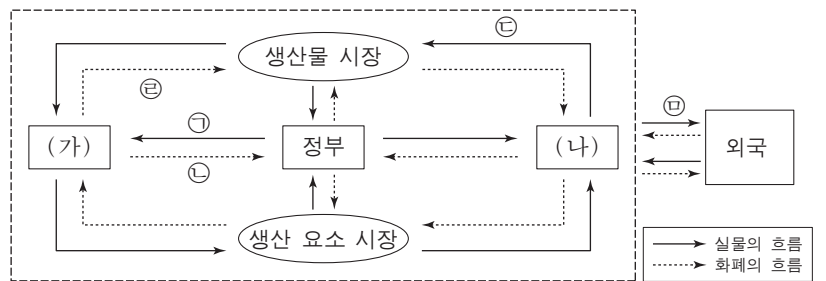 생산물 시장
㉢
㉣
㉤
㉠
(가)
정부
(나)
외국
㉡
생산 요소 시장
실물의 흐름
화폐의 흐름